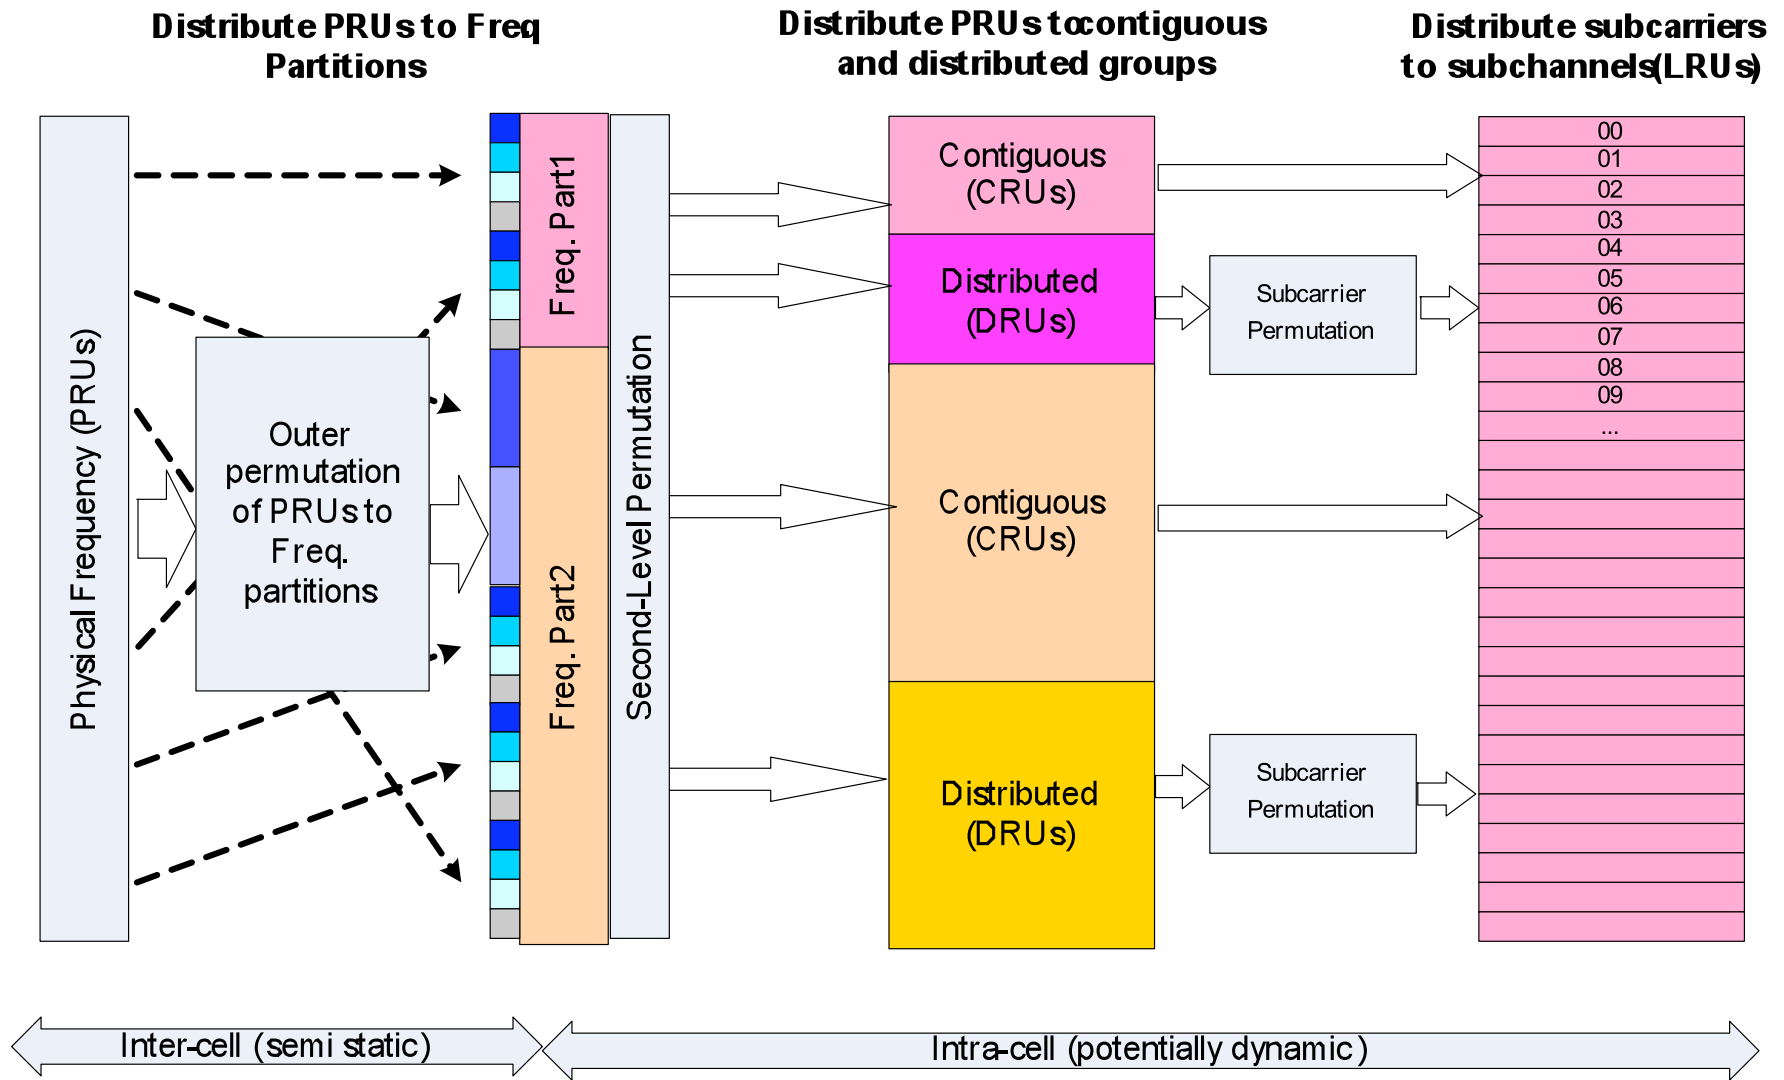 Distribute PRUs to Freq.
Partitions
Distribute PRUs to contiguous
and distributed groups
Distribute subcarriers
to subchannels (LRUs)
Physical Frequency (PRUs)
Outer
permutation
of PRUs to
Freq.
partitions
Freq. Part1
Freq. Part2
Second-Level Permutation
Contiguous
(CRUs)
Distributed
(DRUs)
Contiguous
(CRUs)
Distributed
(DRUs)
Subcarrier
Permutation
Subcarrier
Permutation
00
01
02
03
04
05
06
07
08
09
...
Inter-cell (semi static)
Intra-cell (potentially dynamic)